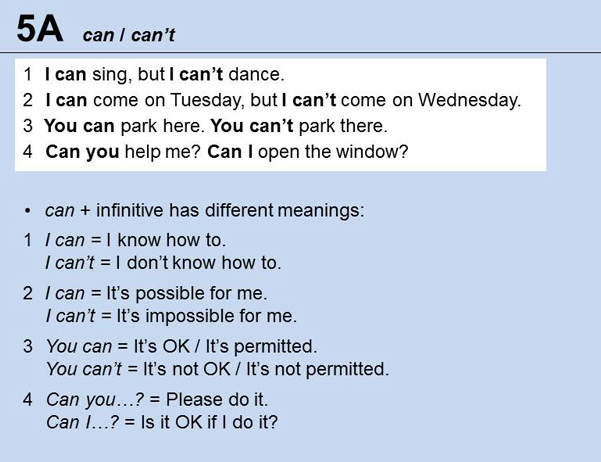 5A can / can't
1 I can sing, but I can't dance.
2 I can come on Tuesday, but I can't come on Wednesday.
3 You can park here. You can't park there.
4 Can you help me? Can I open the window?
• can + infinitive has different meanings:
1 I can = I know how to.
I can't = I don't know how to.
2 I can = It's possible for me.
I can't = It's impossible for me.
3 You can = It's OK / It's permitted.
You can't = It's not OK / It's not permitted.
4 Can you…? = Please do it.
Can I…? = Is it OK if I do it?